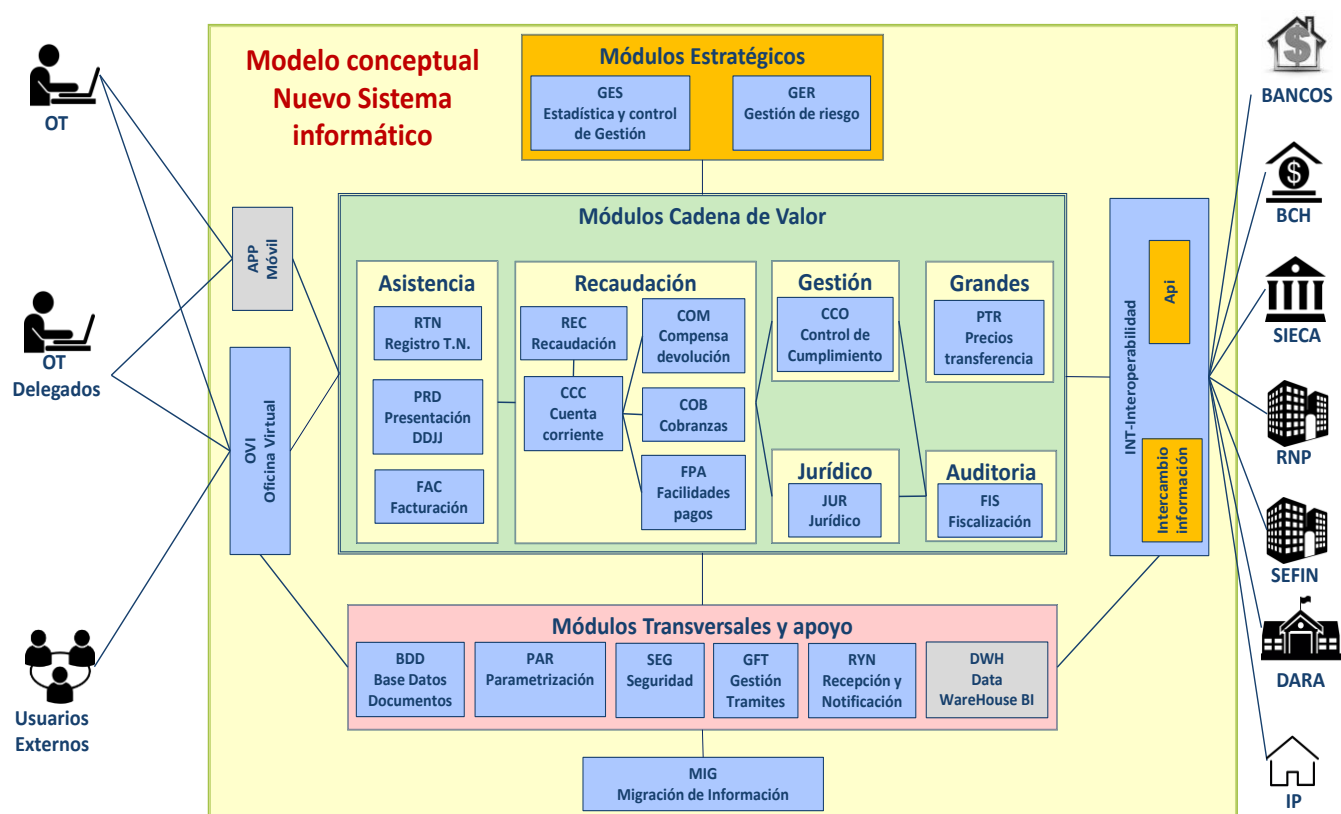 Modelo conceptual
Nuevo Sistema
informático
Módulos Estratégicos
GES
Estadística y control
de Gestión
GER
Gestión de riesgo
OT
OT
Delegados
Usuarios
Externos
APP
Móvil
OVI
Oficina Virtual
Módulos Cadena de Valor
Asistencia
RTN
Registro T.N.
PRD
Presentación
DDJJ
FAC
Facturación
Recaudación
REC
Recaudación
CCC
Cuenta
corriente
COM
Compensa
devolución
COB
Cobranzas
FPA
Facilidades
pagos
Gestión
CCO
Control de
Cumplimiento
Jurídico
JUR
Jurídico
Grandes
PTR
Precios
transferencia
Auditoria
FIS
Fiscalización
INT-Interoperabilidad
Api
Intercambio
información
Módulos Transversales y apoyo
BDD
Base Datos
Documentos
PAR
Parametrización
SEG
Seguridad
GFT
Gestión
Tramites
RYN
Recepción y
Notificación
DWH
Data
WareHouse BI
MIG
Migración de Información
BANCOS
BCH
SIECA
RNP
SEFIN
DARA
IP